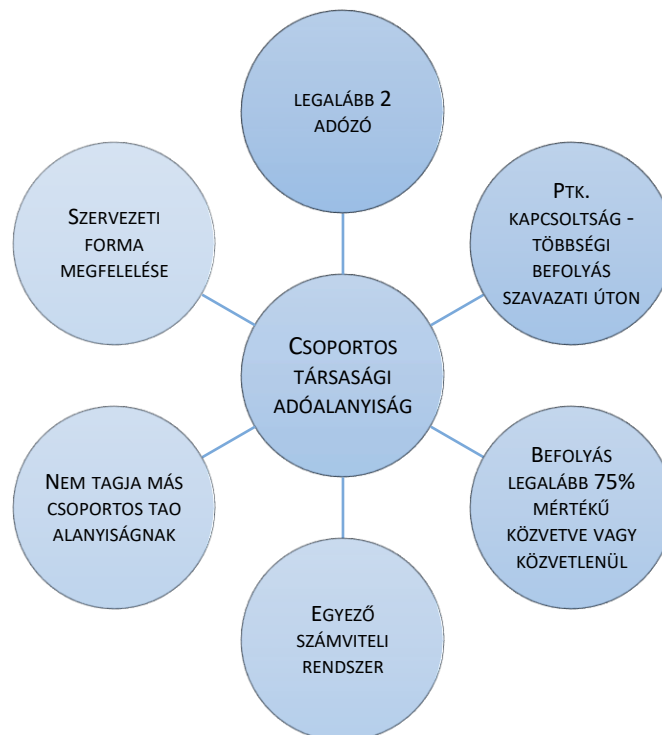 LEGALÁBB 2
ADÓZÓ
PTK.
KAPCSOLTSÁG -
TÖBBSÉGI
BEFOLYÁS
SZAVAZATI ÚTON
BEFOLYÁS
LEGALÁBB 75%
MÉRTÉKŰ
KÖZVETVE VAGY
KÖZVETLENÜL
EGYEZŐ
SZÁMVITELI
RENDSZER
NEM TAGJA MÁS
CSOPORTOS TAO
ALANYISÁGNAK
SZERVEZETI
FORMA
MEGFELELÉSE
CSOPORTOS
TÁRSASÁGI
ADÓALANYISÁG